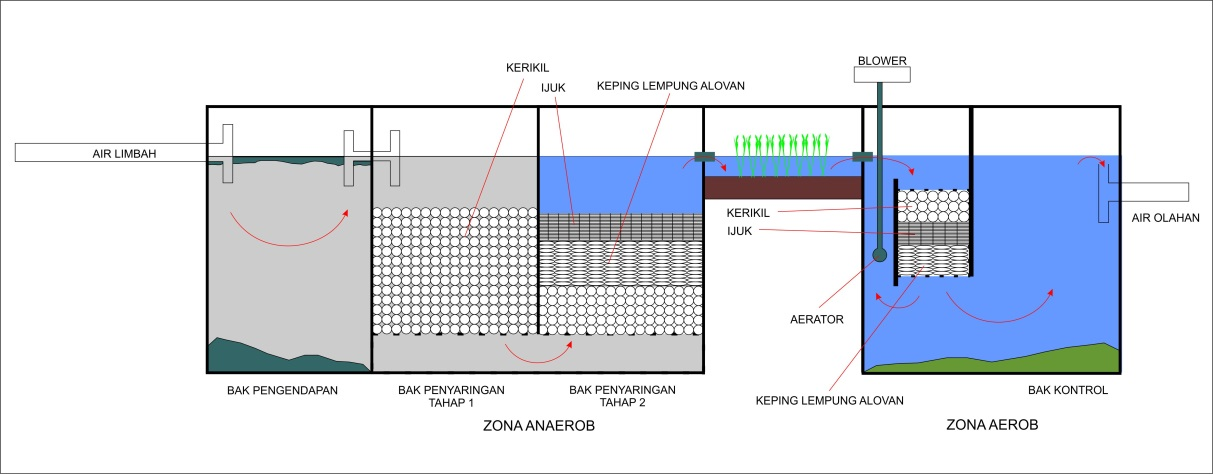 BLOWER
KERIKIL
IJUK
KEPING LEMPUNG ALOVAN
AIR LIMBAH
KERIKIL
IJUK
AIR OLAHAN
AERATOR
BAK PENGENDAPAN
BAK PENYARINGAN
TAHAP 1
BAK PENYARINGAN
TAHAP 2
KEPING LEMPUNG ALOVAN
BAK KONTROL
ZONA ANAEROB
ZONA AEROB